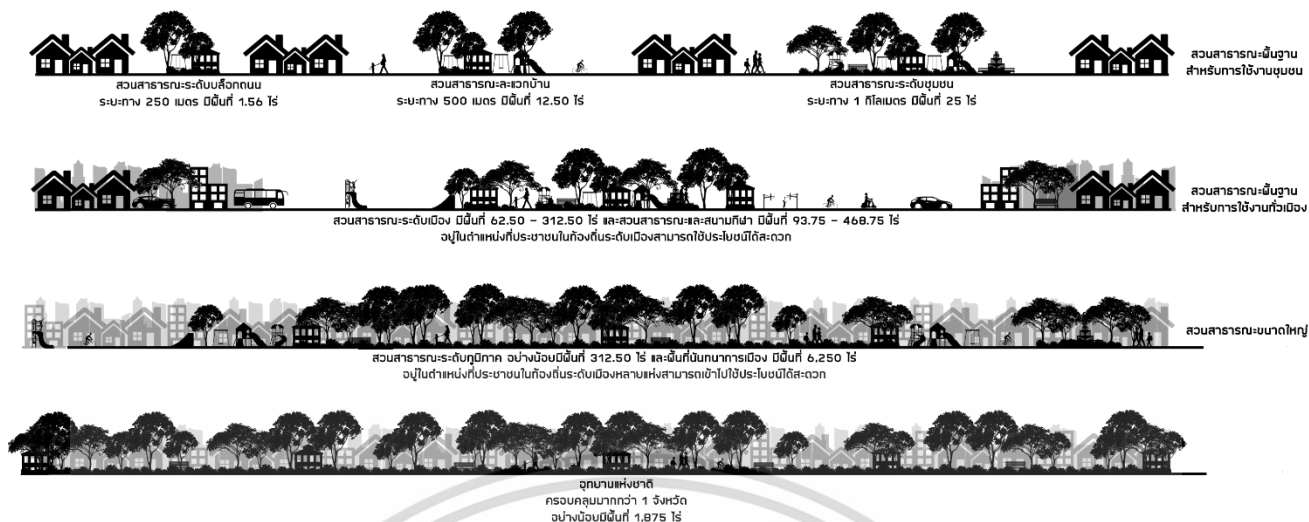 สวนสาธารณะระดับบล็อกถนน
ระยะทาง 250 เมตร มีพื้นที่ 1.56 ไร่
สวนสาธารณะละแวกบ้าน
ระยะทาง 500 เมตร มีพื้นที่ 12.50 ไร่
สวนสาธารณะระดับชุมชน
ระยะทาง 1 กิโลเมตร มีพื้นที่ 25 ไร่
สวนสาธารณะพื้นฐาน
สำหรับการใช้งานชุมชน
สวนสาธารณะระดับเมือง มีพื้นที่ 62.50 - 312.50 ไร่ และสวนสาธารณะและสนามกีฬา มีพื้นที่ 93.75 - 468.75 ไร่
อยู่ในตำแหน่งที่ประชาชนในท้องถิ่นระดับเมืองสามารถใช้ประโยชน์ได้สะดวก
สวนสาธารณะพื้นฐาน
สำหรับการใช้งานทั่วเมือง
สวนสาธารณะระดับภูมิภาค อย่างน้อยมีพื้นที่ 312.50 ไร่ และพื้นที่นันทนาการเมือง มีพื้นที่ 6,250 ไร่
อยู่ในตำแหน่งที่ประชาชนในท้องถิ่นระดับเมืองหลายแห่งสามารถเข้าไปใช้ประโยชน์ได้สะดวก
สวนสาธารณะขนาดใหญ่
อุทยานแห่งชาติ
ครอบคลุมมากกว่า 1 จังหวัด
อย่างน้อยมีพื้นที่ 1,875 ไร่